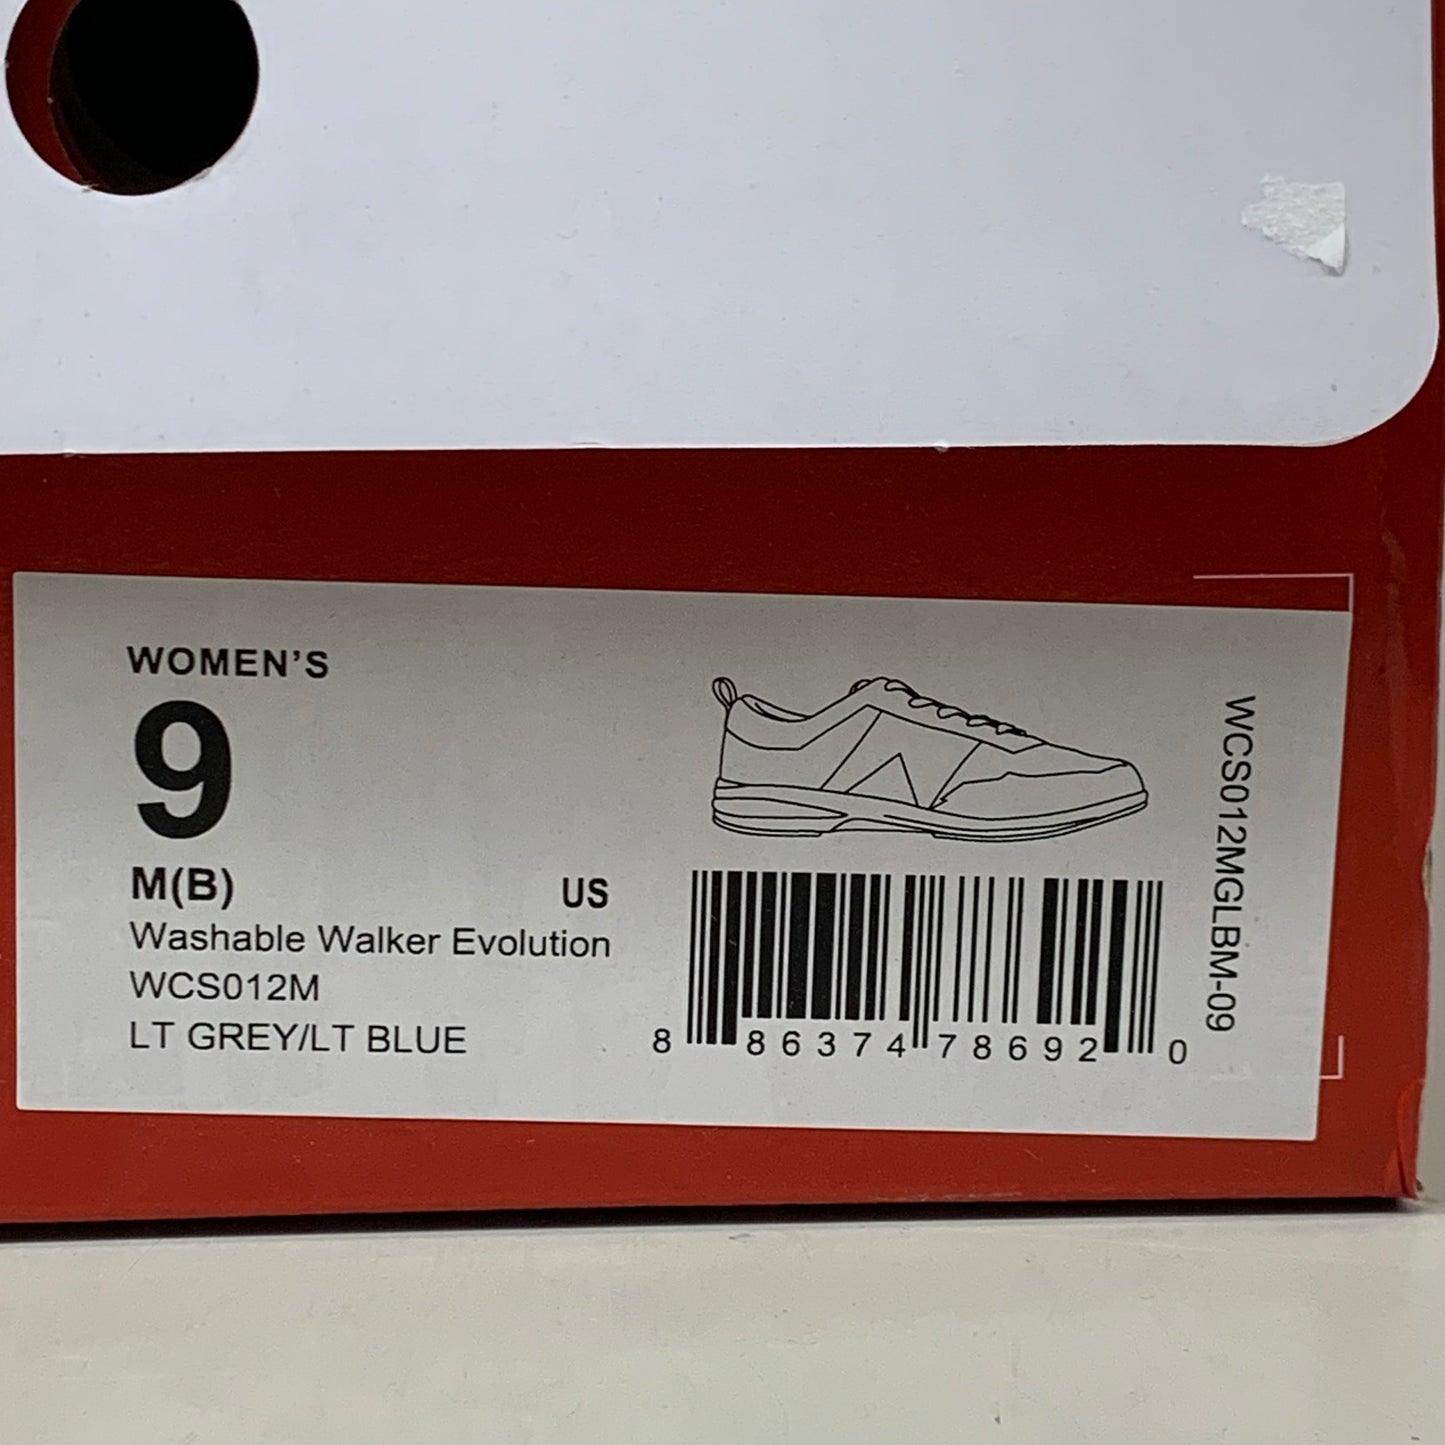 WOMEN'S
9
M(B) US
Washable Walker Evolution
WCS012M
LT GREY/LT BLUE
8 86374 78692 0
WCS012MGLBM-09